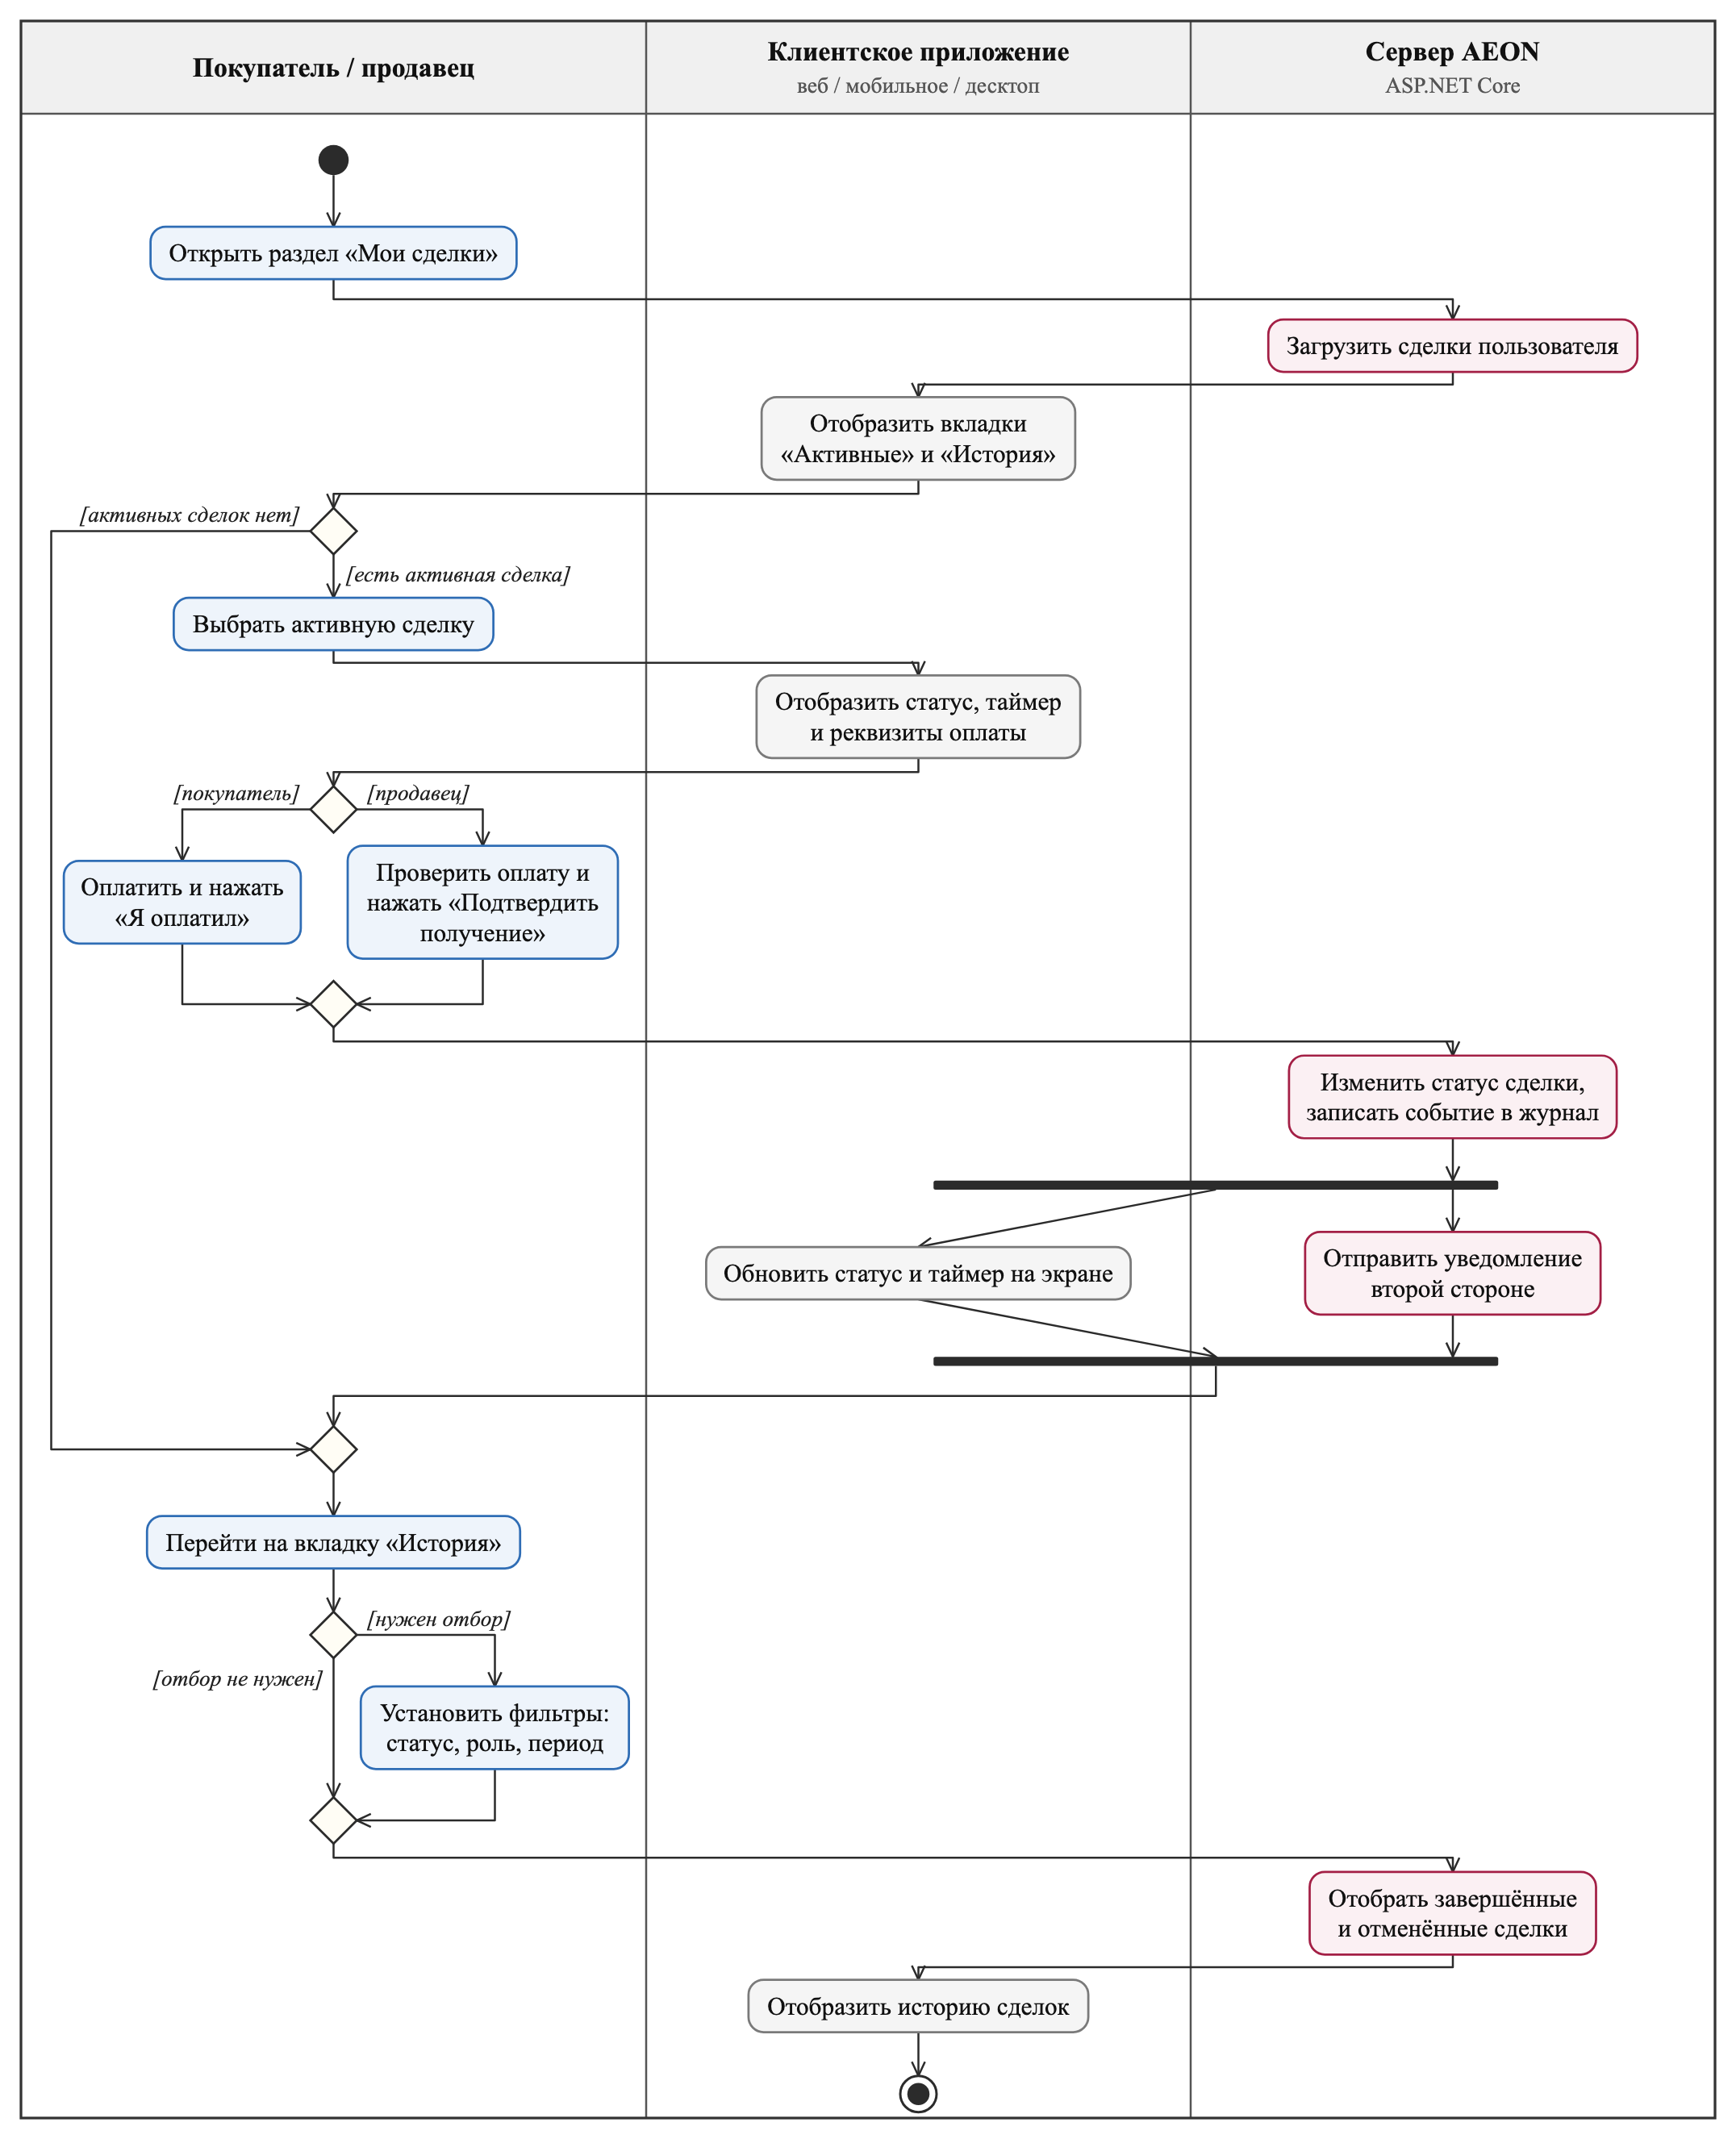 Покупатель / продавец
Клиентское приложение
веб / мобильное / десктоп
Сервер AEON
ASP.NET Core
Открыть раздел «Мои сделки»
Загрузить сделки пользователя
Отобразить вкладки
«Активные» и «История»
[активных сделок нет]
[есть активная сделка]
Выбрать активную сделку
Отобразить статус, таймер
и реквизиты оплаты
[покупатель]
[продавец]
Оплатить и нажать
«Я оплатил»
Проверить оплату и
нажать «Подтвердить
получение»
Изменить статус сделки,
записать событие в журнал
Обновить статус и таймер на экране
Отправить уведомление
второй стороне
Перейти на вкладку «История»
[нужен отбор]
[отбор не нужен]
Установить фильтры:
статус, роль, период
Отобрать завершённые
и отменённые сделки
Отобразить историю сделок